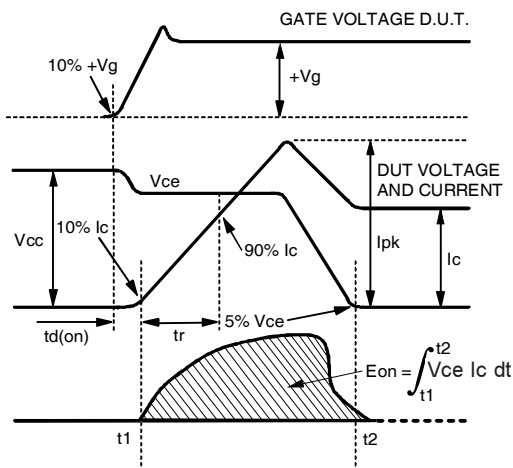 GATE VOLTAGE D.U.T.
10% +Vg
+Vg
Vce
DUT VOLTAGE
AND CURRENT
Vcc
10% Ic
90% Ic
Ipk
Ic
td(on)
tr
5% Vce
Eon = ∫ t1 t2 Vce Ic dt
t1
t2